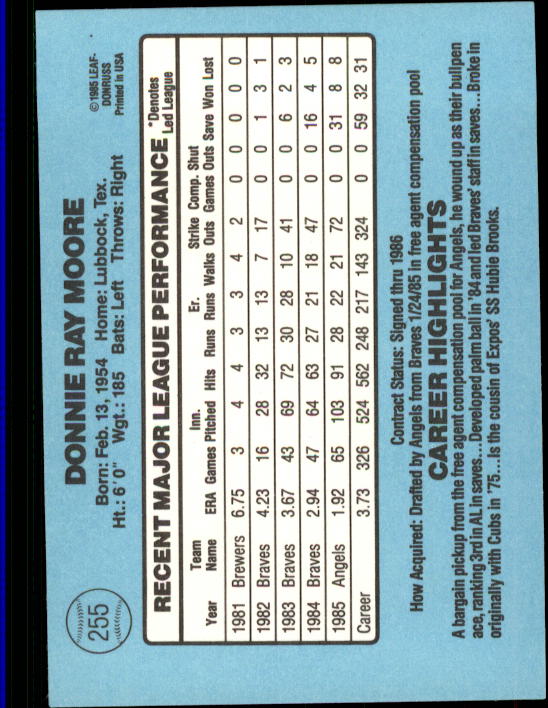 255
DONNIE RAY MOORE
Born: Feb. 13, 1954 Home: Lubbock, Tex.
Ht.: 6'0" Wgt.: 185 Bats: Left Throws: Right
©1985 LEAF-
DONRUSS
Printed in USA
RECENT MAJOR LEAGUE PERFORMANCE *Denotes
Led League
Team Inn. Er. Strike Comp. Shut
Year Name ERA Games Pitched Hits Runs Runs Walks Outs Games Outs Save Won Lost
1981 Brewers 6.75 3 4 4 3 3 4 2 0 0 0 0 0
1982 Braves 4.23 16 28 32 13 13 7 17 0 0 1 3 1
1983 Braves 3.67 43 69 72 30 28 10 41 0 0 6 2 3
1984 Braves 2.94 47 64 63 27 21 18 47 0 0 16 4 5
1985 Angels 1.92 65 103 91 28 22 21 72 0 0 31 8 8
Career 3.73 326 524 562 248 217 143 324 0 0 59 32 31
Contract Status: Signed thru 1986
How Acquired: Drafted by Angels from Braves 1/24/85 in free agent compensation pool
CAREER HIGHLIGHTS
A bargain pickup from the free agent compensation pool for Angels, he wound up as their bullpen
ace, ranking 3rd in AL in saves...Developed palm ball in '84 and led Braves' staff in saves...Broke in
originally with Cubs in '75...Is the cousin of Expos' SS Hubie Brooks.